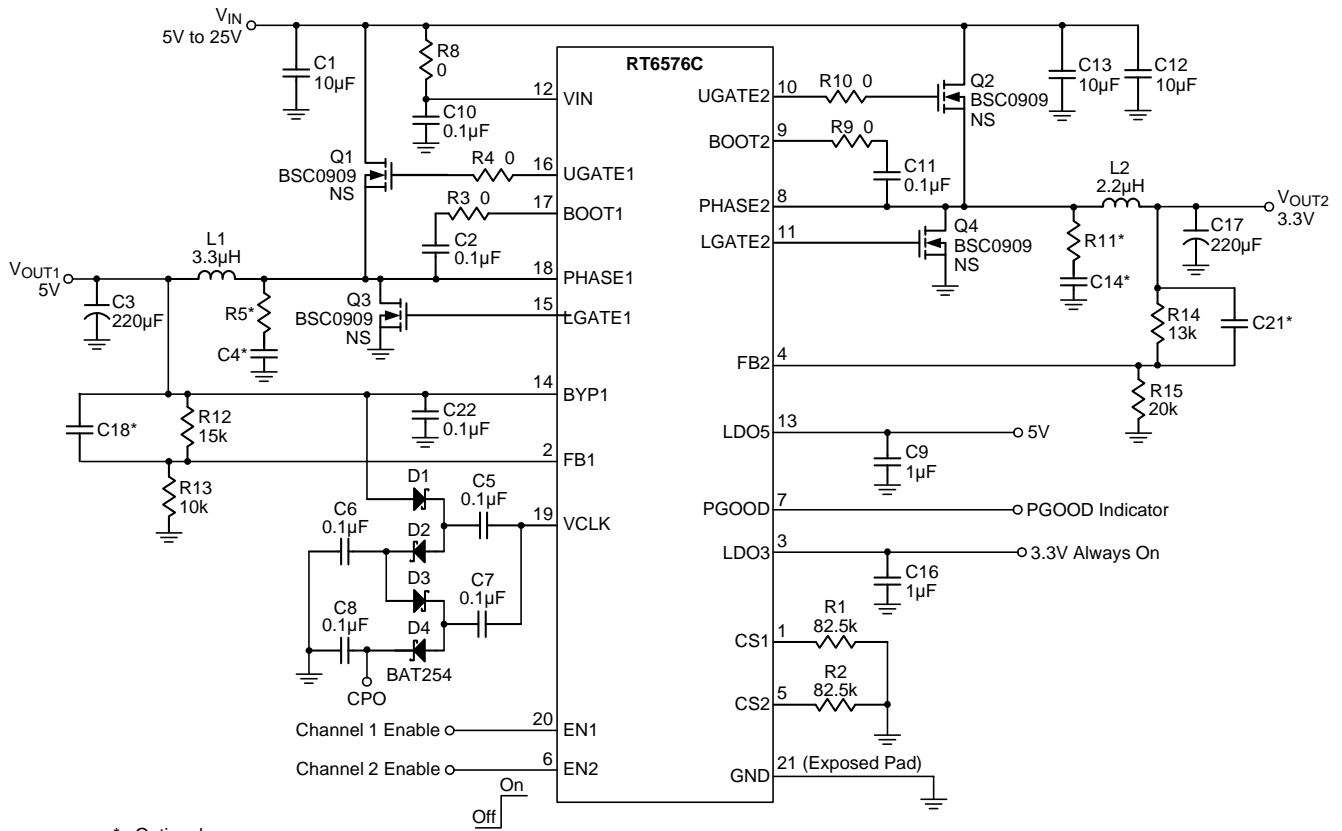 V_IN
5V to 25V
C1
10µF
R8
0
12
VIN
C10
0.1µF
RT6576C
UGATE2
10
R10 0
Q2
BSC0909
NS
C13
10µF
C12
10µF
9
BOOT2
R9 0
C11
0.1µF
Q1
BSC0909
NS
R4 0
16
UGATE1
R3 0
17
BOOT1
C2
0.1µF
PHASE2
8
L2
2.2µH
V_OUT2
3.3V
C17
220µF
LGATE2
11
Q4
BSC0909
NS
R11*
C14*
V_OUT1
5V
L1
3.3µH
18
PHASE1
C3
220µF
R5*
C4*
Q3
BSC0909
NS
15
LGATE1
R14
13k
C21*
FB2
4
R15
20k
14
BYP1
C22
0.1µF
C18*
R12
15k
2
FB1
R13
10k
LDO5
13
5V
C9
1µF
D1
C5
0.1µF
19
VCLK
C6
0.1µF
D2
D3
C7
0.1µF
C8
0.1µF
D4
BAT254
CPO
PGOOD
7
PGOOD Indicator
LDO3
3
3.3V Always On
C16
1µF
CS1
1
R1
82.5k
CS2
5
R2
82.5k
Channel 1 Enable
20
EN1
Channel 2 Enable
6
EN2
GND
21 (Exposed Pad)
On
Off